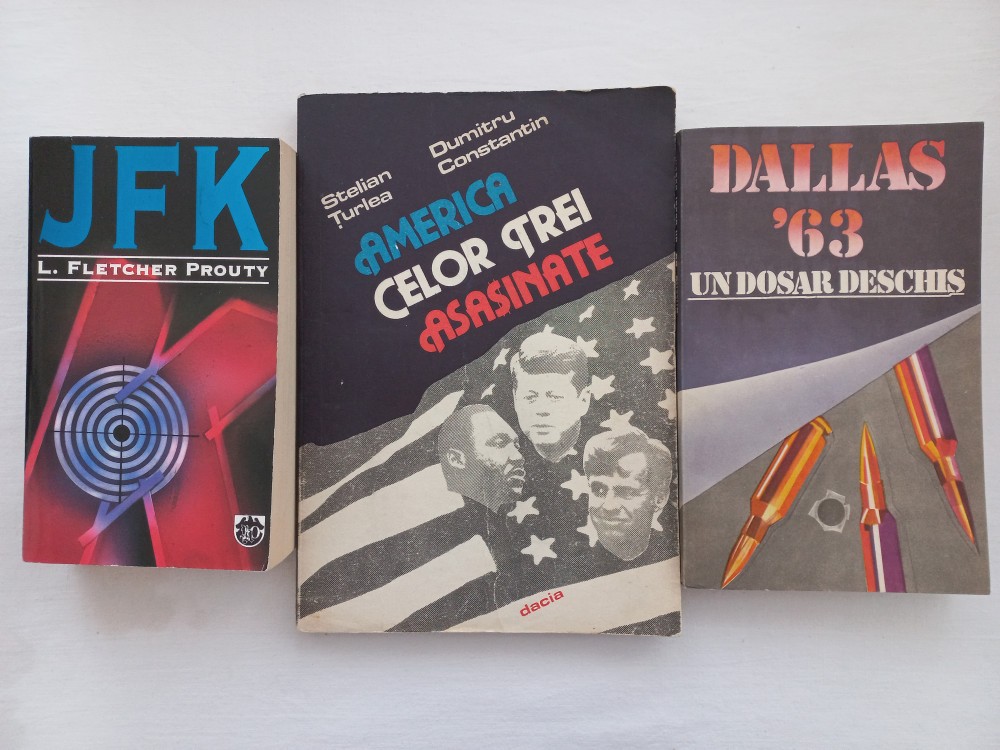 JFK
L. FLETCHER PROUTY
Stelian
Țurlea
Dumitru
Constantin
AMERICA
CELOR TREI
ASASINATE
dacia
DALLAS
'63
UN DOSAR DESCHIS